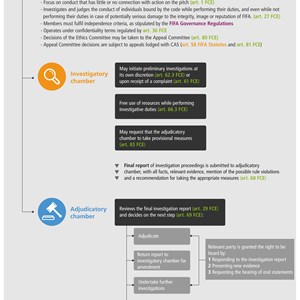 - Focus on conduct that has little or no connection with action on the pitch (art. 1 FCE)
- Investigates and judges the conduct of individuals bound by the code while performing their duties, and even while not
performing their duties in case of potentially serious damage to the integrity, image or reputation of FIFA. (art. 27 FCE)
- Members must fulfil independence criteria, as stipulated by the FIFA Governance Regulations
- Operates under confidentiality terms regulated by art. 36 FCE
- Decisions of the Ethics Committee may be taken to the Appeal Committee (art. 80 FCE)
- Appeal Committee decisions are subject to appeals lodged with CAS (art. 58 FIFA Statutes and art. 81 FCE)
Investigatory
chamber
May initiate preliminary investigations at
its own discretion (art. 62.3 FCE) or
upon receipt of a complaint (art. 61 FCE)
Free use of resources while performing
investigative duties (art. 66.3 FCE)
May request that the adjudicatory
chamber to take provisional measures
(art. 83 FCE)
Final report of investigation proceedings is submitted to adjudicatory
chamber, with all facts, relevant evidence, mention of the possible rule violations
and a recommendation for taking the appropriate measures (art. 68 FCE)
Adjudicatory
chamber
Reviews the final investigation report (art. 29 FCE)
and decides on the next step (art. 69 FCE):
Adjudicate
Return report to
investigatory chamber for
amendment
Undertake further
investigations
Relevant party is granted the right to be
heard by:
1 Responding to the investigation report
2 Presenting new evidence
3 Requesting the hearing of oral statements